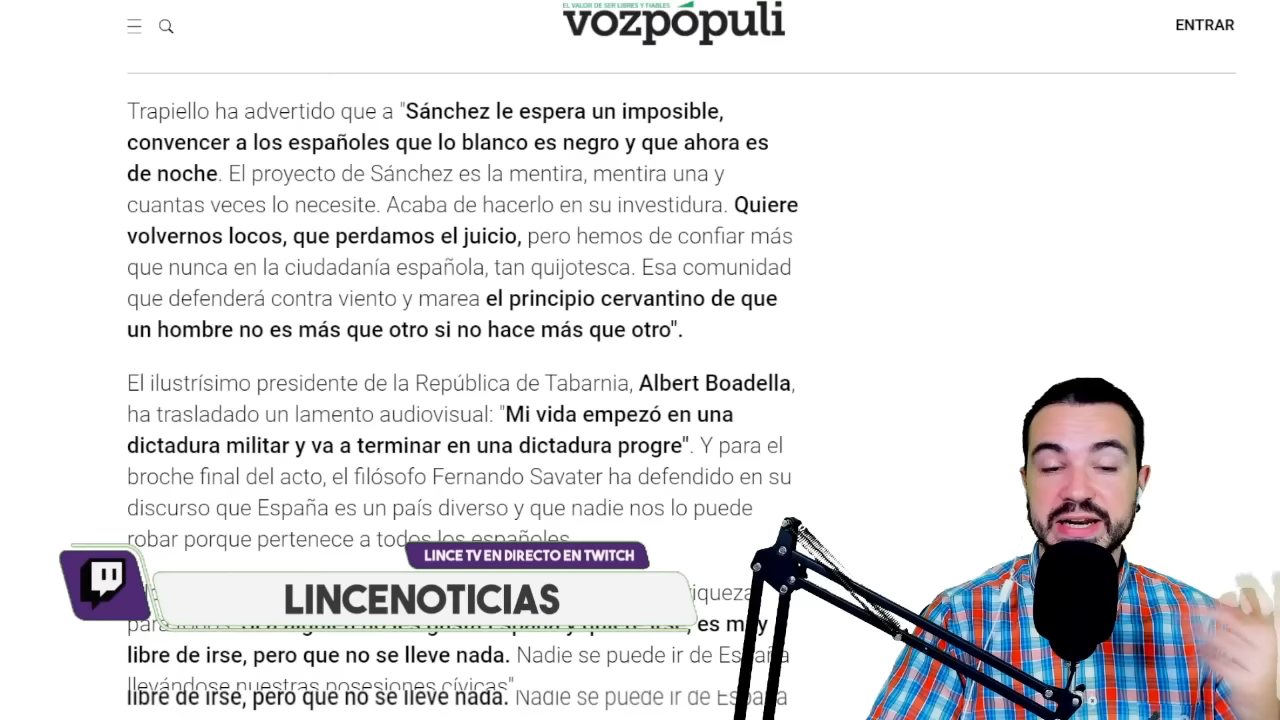 EL VALOR DE SER LIBRES Y FIABLES
vozpópuli
ENTRAR
Trapiello ha advertido que a "Sánchez le espera un imposible,
convencer a los españoles que lo blanco es negro y que ahora es
de noche. El proyecto de Sánchez es la mentira, mentira una y
cuantas veces lo necesite. Acaba de hacerlo en su investidura. Quiere
volvernos locos, que perdamos el juicio, pero hemos de confiar más
que nunca en la ciudadanía española, tan quijotesca. Esa comunidad
que defenderá contra viento y marea el principio cervantino de que
un hombre no es más que otro si no hace más que otro".
El ilustrísimo presidente de la República de Tabarnia, Albert Boadella,
ha trasladado un lamento audiovisual: "Mi vida empezó en una
dictadura militar y va a terminar en una dictadura progre". Y para el
broche final del acto, el filósofo Fernando Savater ha defendido en su
discurso que España es un país diverso y que nadie nos lo puede
robar porque pertenece a todos los españoles.
LINCE TV EN DIRECTO EN TWITCH
LINCENOTICIAS
es muy
libre de irse, pero que no se lleve nada. Nadie se puede ir de España
llevándose nuestras posesiones cívicas"
libre de irse, pero que no se lleve nada. Nadie se puede ir de España